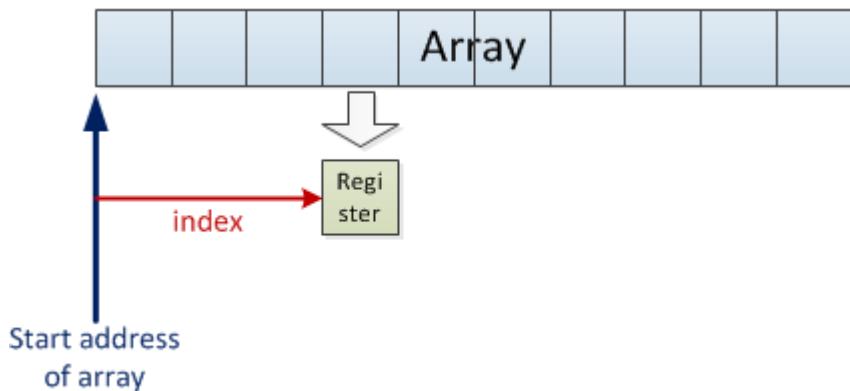 Array
Regi
ster
index
Start address
of array